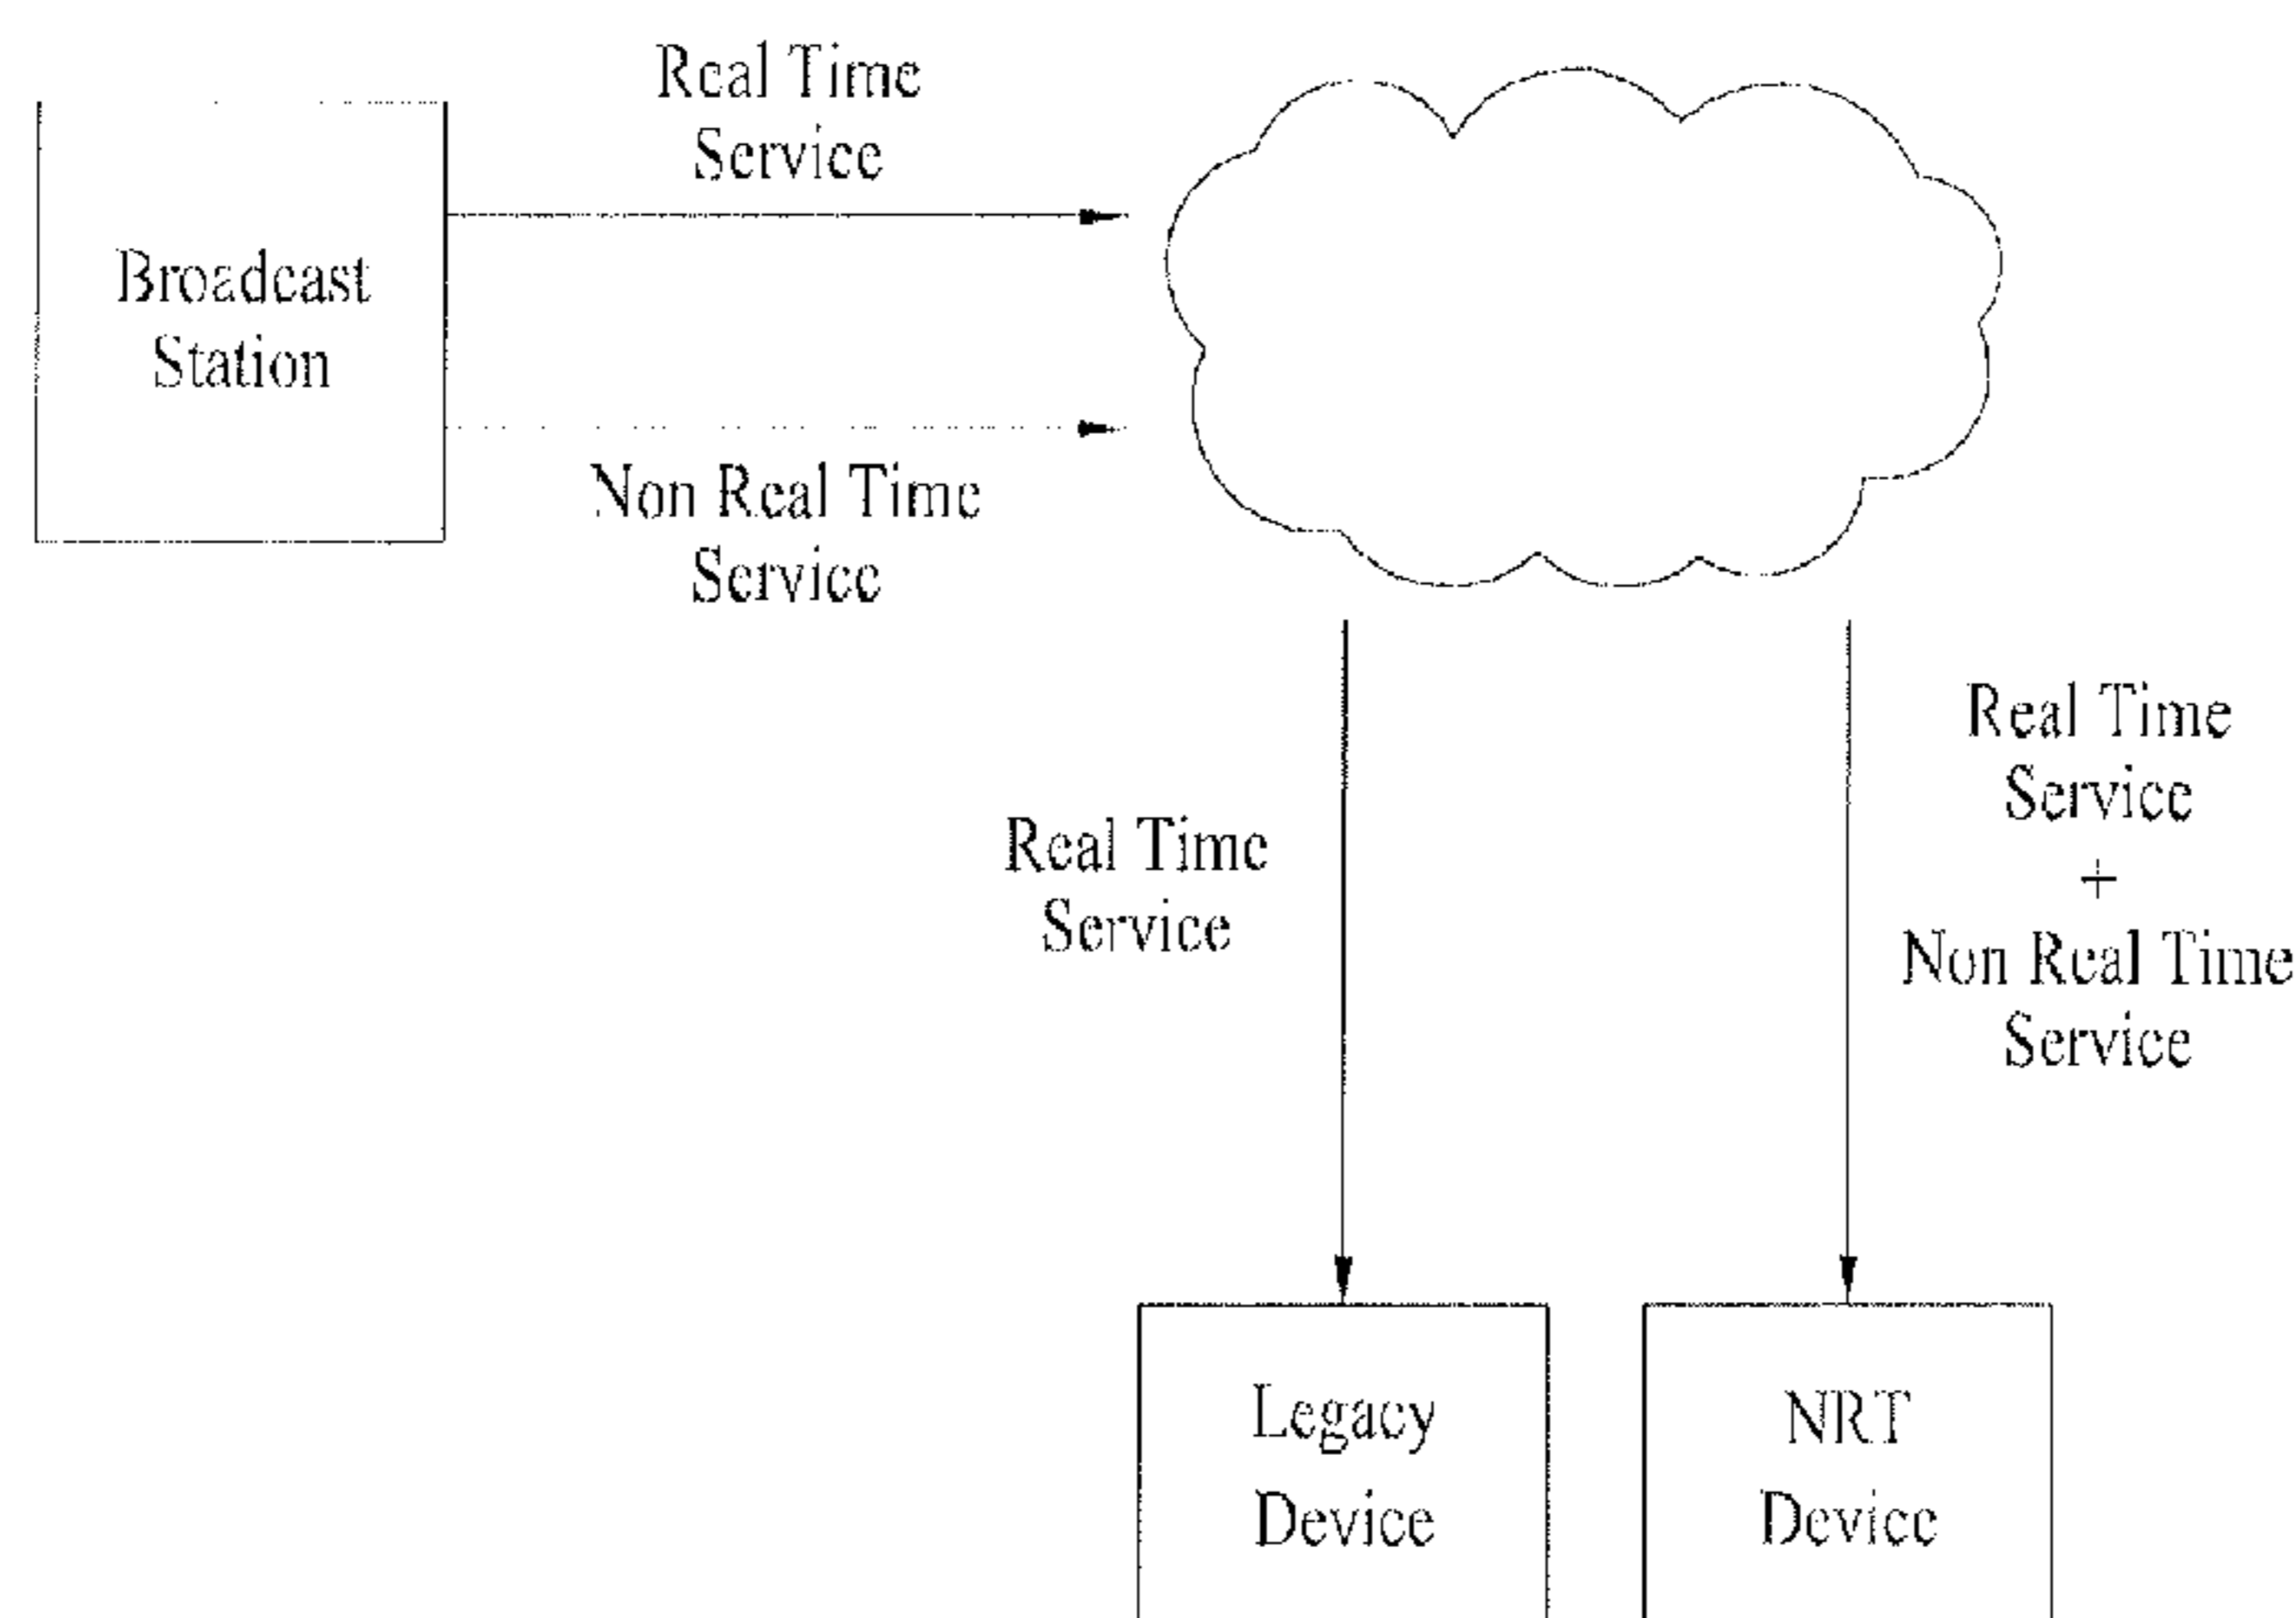 Real Time
Service
Broadcast
Station
Non Real Time
Service
Real Time
Service
Real Time
Service
+
Non Real Time
Service
Legacy
Device
NRT
Device